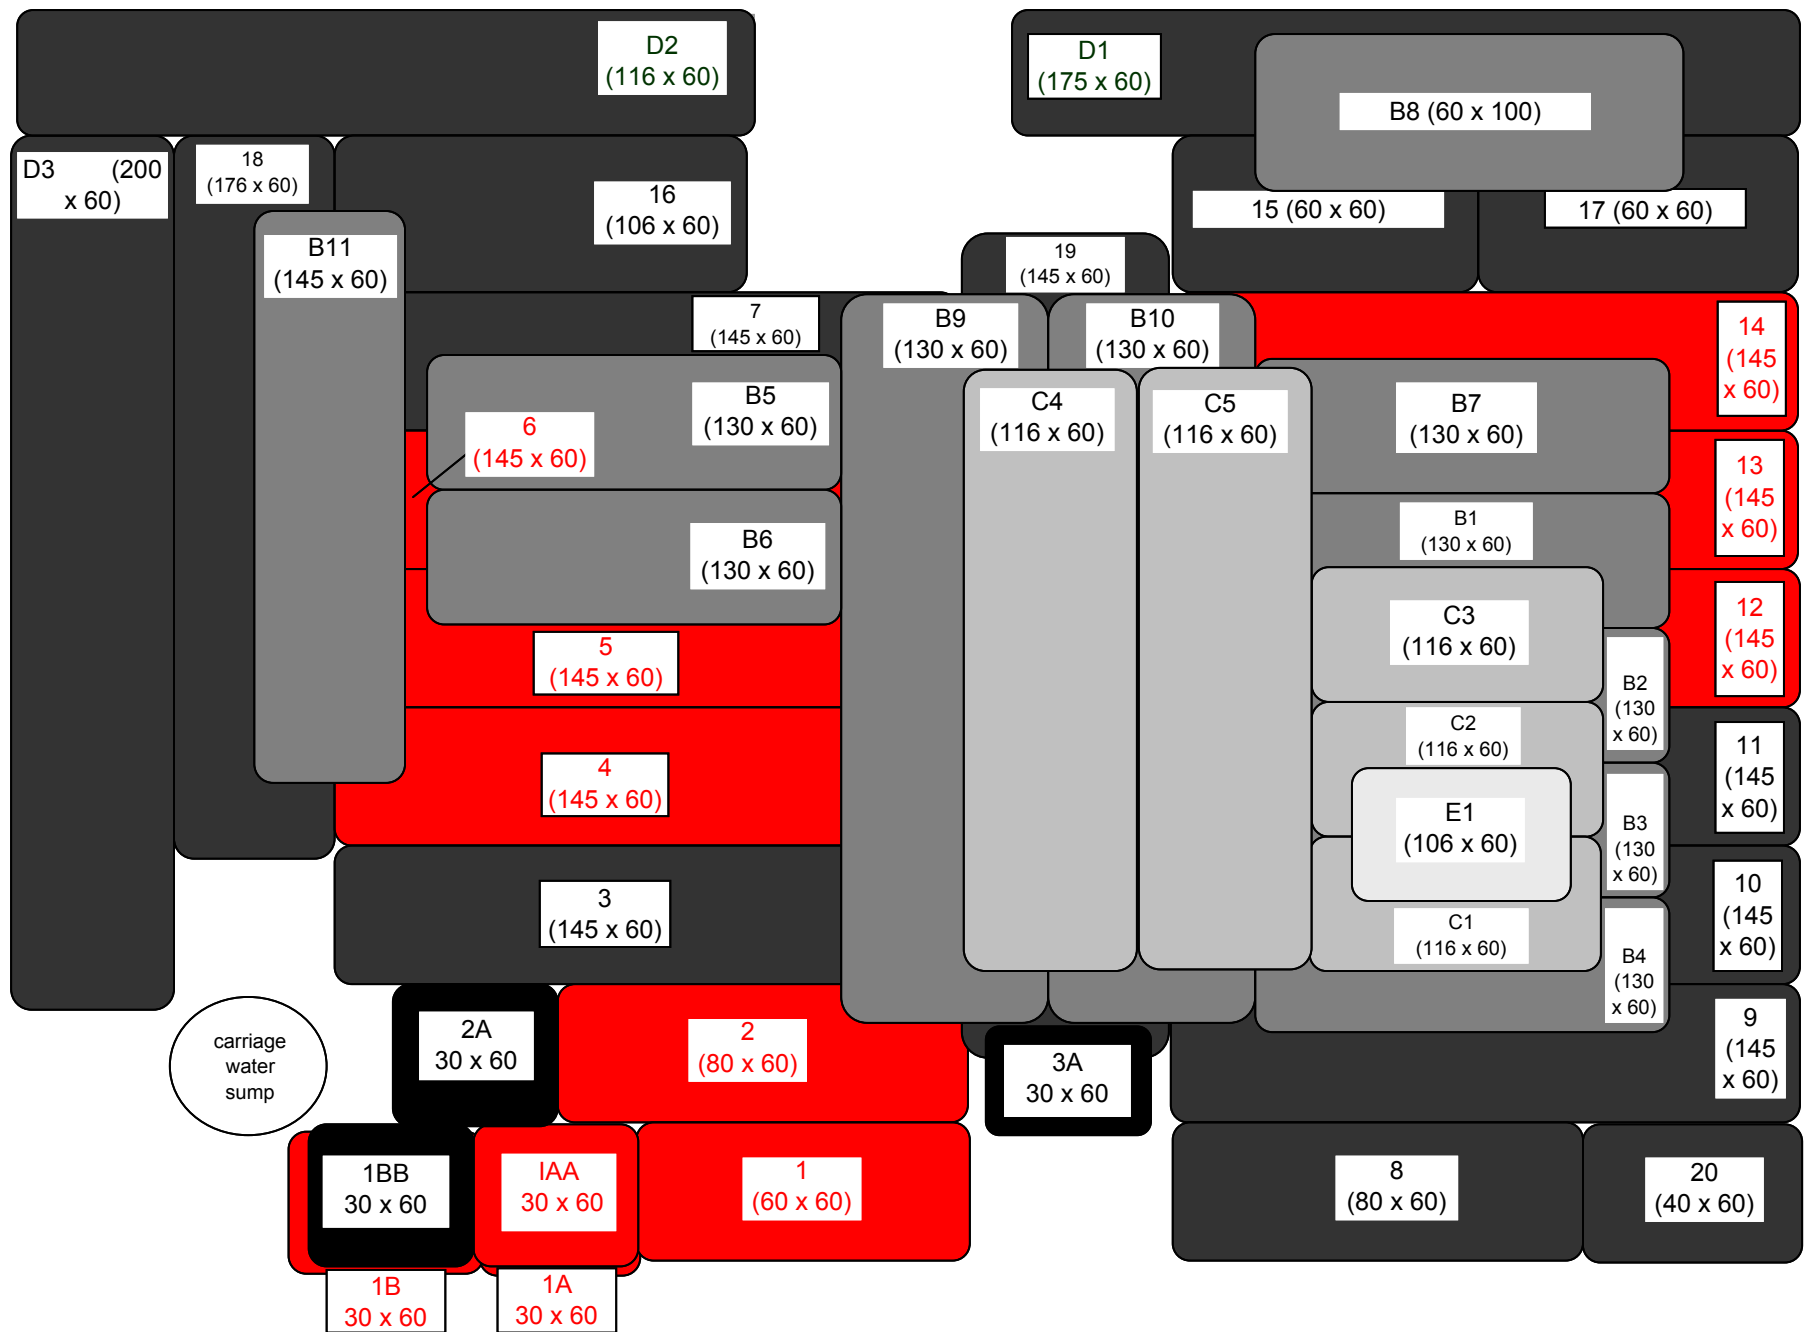 D2
(116 x 60)
D1
(175 x 60)
B8 (60 x 100)
D3 (200
x 60)
18
(176 x 60)
16
(106 x 60)
15 (60 x 60)
17 (60 x 60)
B11
(145 x 60)
19
(145 x 60)
7
(145 x 60)
B9
(130 x 60)
B10
(130 x 60)
14
(145
x 60)
B5
(130 x 60)
C4
(116 x 60)
C5
(116 x 60)
B7
(130 x 60)
6
(145 x 60)
13
(145
x 60)
B1
(130 x 60)
B6
(130 x 60)
12
(145
x 60)
C3
(116 x 60)
5
(145 x 60)
B2
(130
x 60)
C2
(116 x 60)
11
(145
x 60)
4
(145 x 60)
E1
(106 x 60)
B3
(130
x 60)
3
(145 x 60)
10
(145
x 60)
C1
(116 x 60)
B4
(130
x 60)
carriage
water
sump
2A
30 x 60
2
(80 x 60)
3A
30 x 60
9
(145
x 60)
1BB
30 x 60
IAA
30 x 60
1
(60 x 60)
8
(80 x 60)
20
(40 x 60)
1B
30 x 60
1A
30 x 60